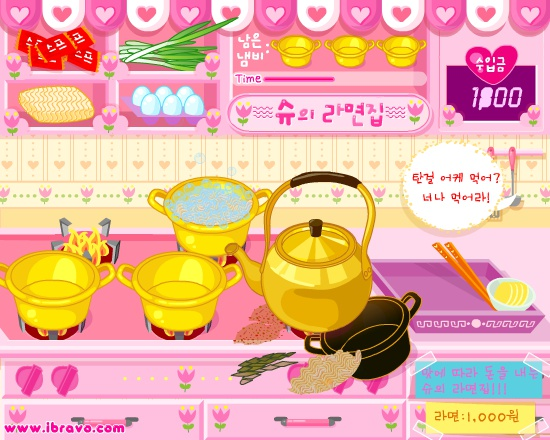 스프
스프
스프
남은
냄비:
Time
수입금
1800
슈의 라면집
탄걸 어케 먹어?
너나 먹어라!
맛에 따라 돈을 내는,
슈의 라면집!!!
라면:1,000원
www.ibravo.com